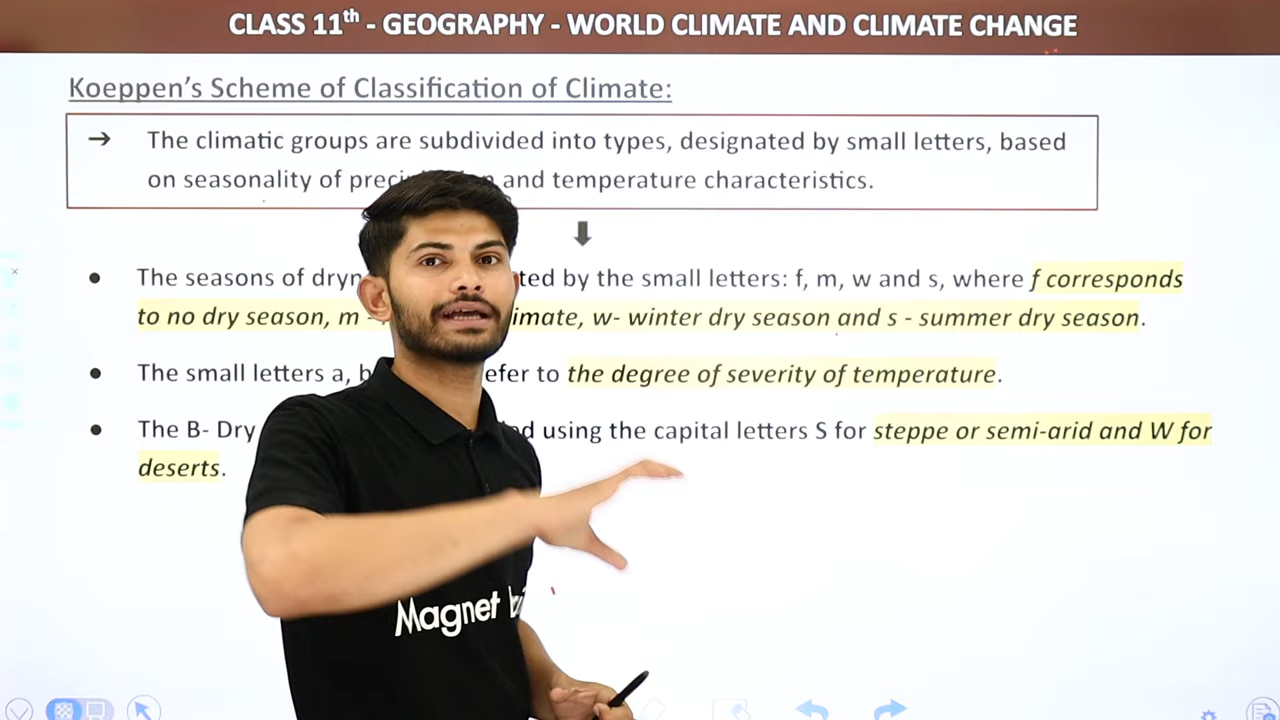 CLASS 11th - GEOGRAPHY - WORLD CLIMATE AND CLIMATE CHANGE
Koeppen's Scheme of Classification of Climate:
➔ The climatic groups are subdivided into types, designated by small letters, based
on seasonality of and temperature characteristics.
● The seasons of by the small letters: f, m, w and s, where f corresponds
to no dry season, m - w- winter dry season and s - summer dry season.
● The small letters a, to the degree of severity of temperature.
● The B- Dry using the capital letters S for steppe or semi-arid and W for
deserts.
Magnet